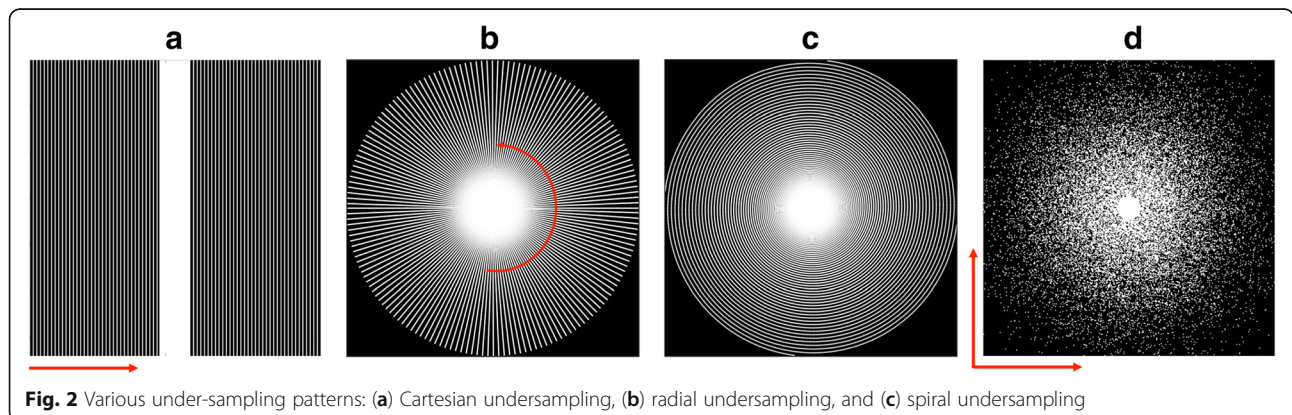 a b c d
Fig. 2 Various under-sampling patterns: (a) Cartesian undersampling, (b) radial undersampling, and (c) spiral undersampling